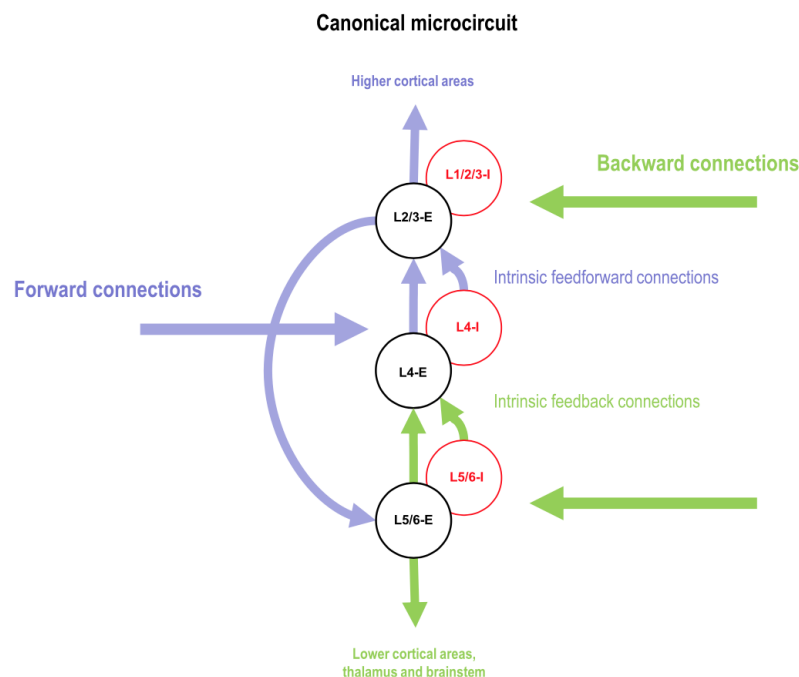 Canonical microcircuit
Higher cortical areas
Backward connections
L1/2/3-I
L2/3-E
Intrinsic feedforward connections
Forward connections
L4-I
L4-E
Intrinsic feedback connections
L5/6-I
L5/6-E
Lower cortical areas,
thalamus and brainstem